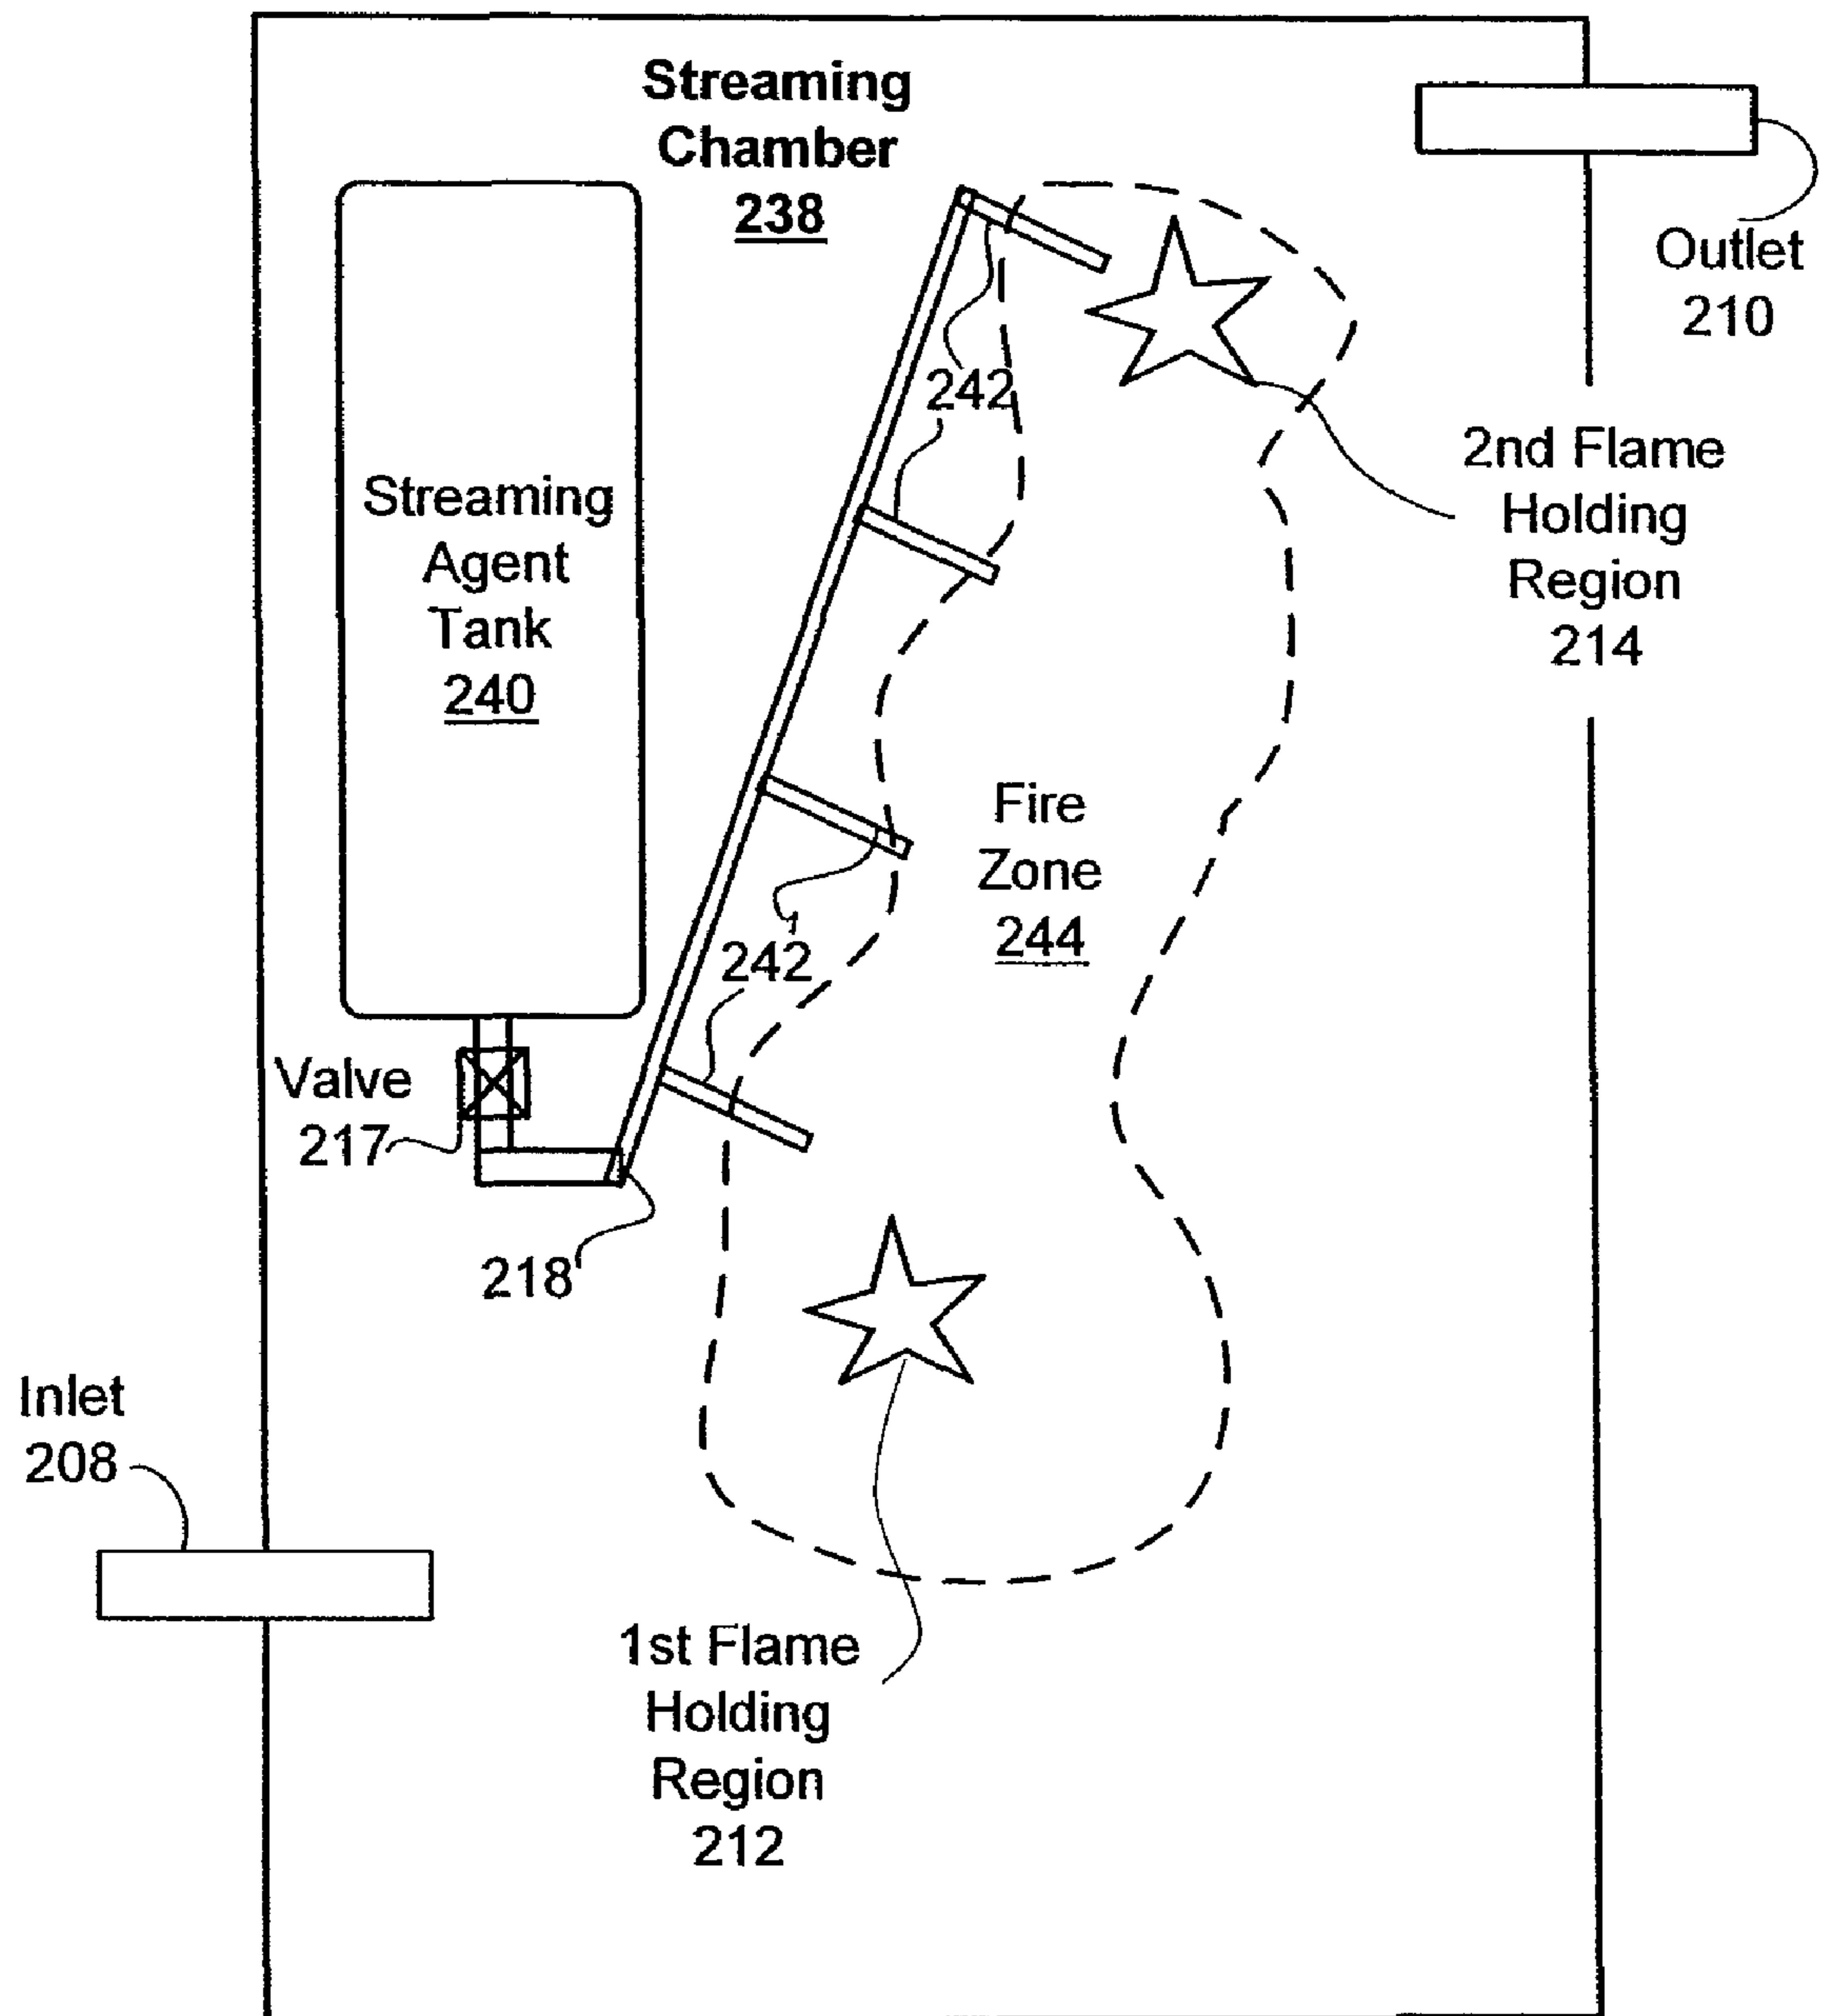 Streaming
Chamber
238
Outlet
210
242
2nd Flame
Holding
Region
214
Streaming
Agent
Tank
240
Fire
Zone
244
242
Valve
217
218
Inlet
208
1st Flame
Holding
Region
212